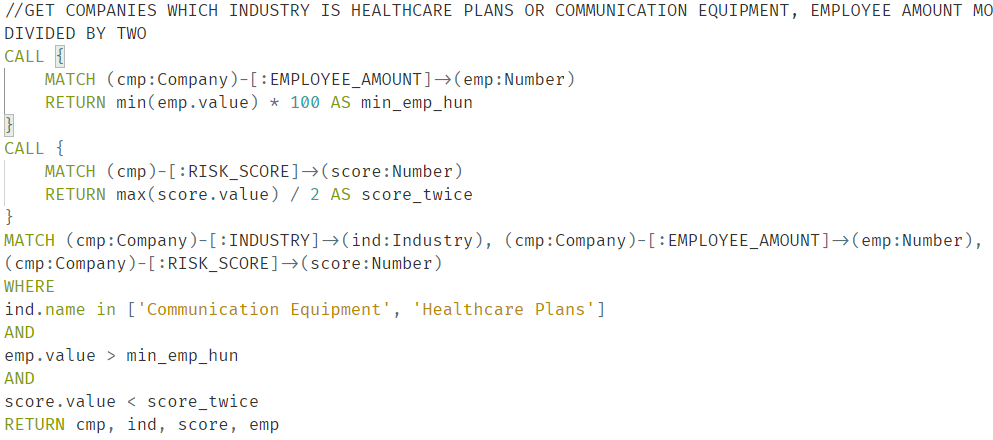 //GET COMPANIES WHICH INDUSTRY IS HEALTHCARE PLANS OR COMMUNICATION EQUIPMENT, EMPLOYEE AMOUNT MO
DIVIDED BY TWO
CALL {
    MATCH (cmp:Company)-[:EMPLOYEE_AMOUNT]->(emp:Number)
    RETURN min(emp.value) * 100 AS min_emp_hun
}
CALL {
    MATCH (cmp)-[:RISK_SCORE]->(score:Number)
    RETURN max(score.value) / 2 AS score_twice
}
MATCH (cmp:Company)-[:INDUSTRY]->(ind:Industry), (cmp:Company)-[:EMPLOYEE_AMOUNT]->(emp:Number),
(cmp:Company)-[:RISK_SCORE]->(score:Number)
WHERE
ind.name in ['Communication Equipment', 'Healthcare Plans']
AND
emp.value > min_emp_hun
AND
score.value < score_twice
RETURN cmp, ind, score, emp